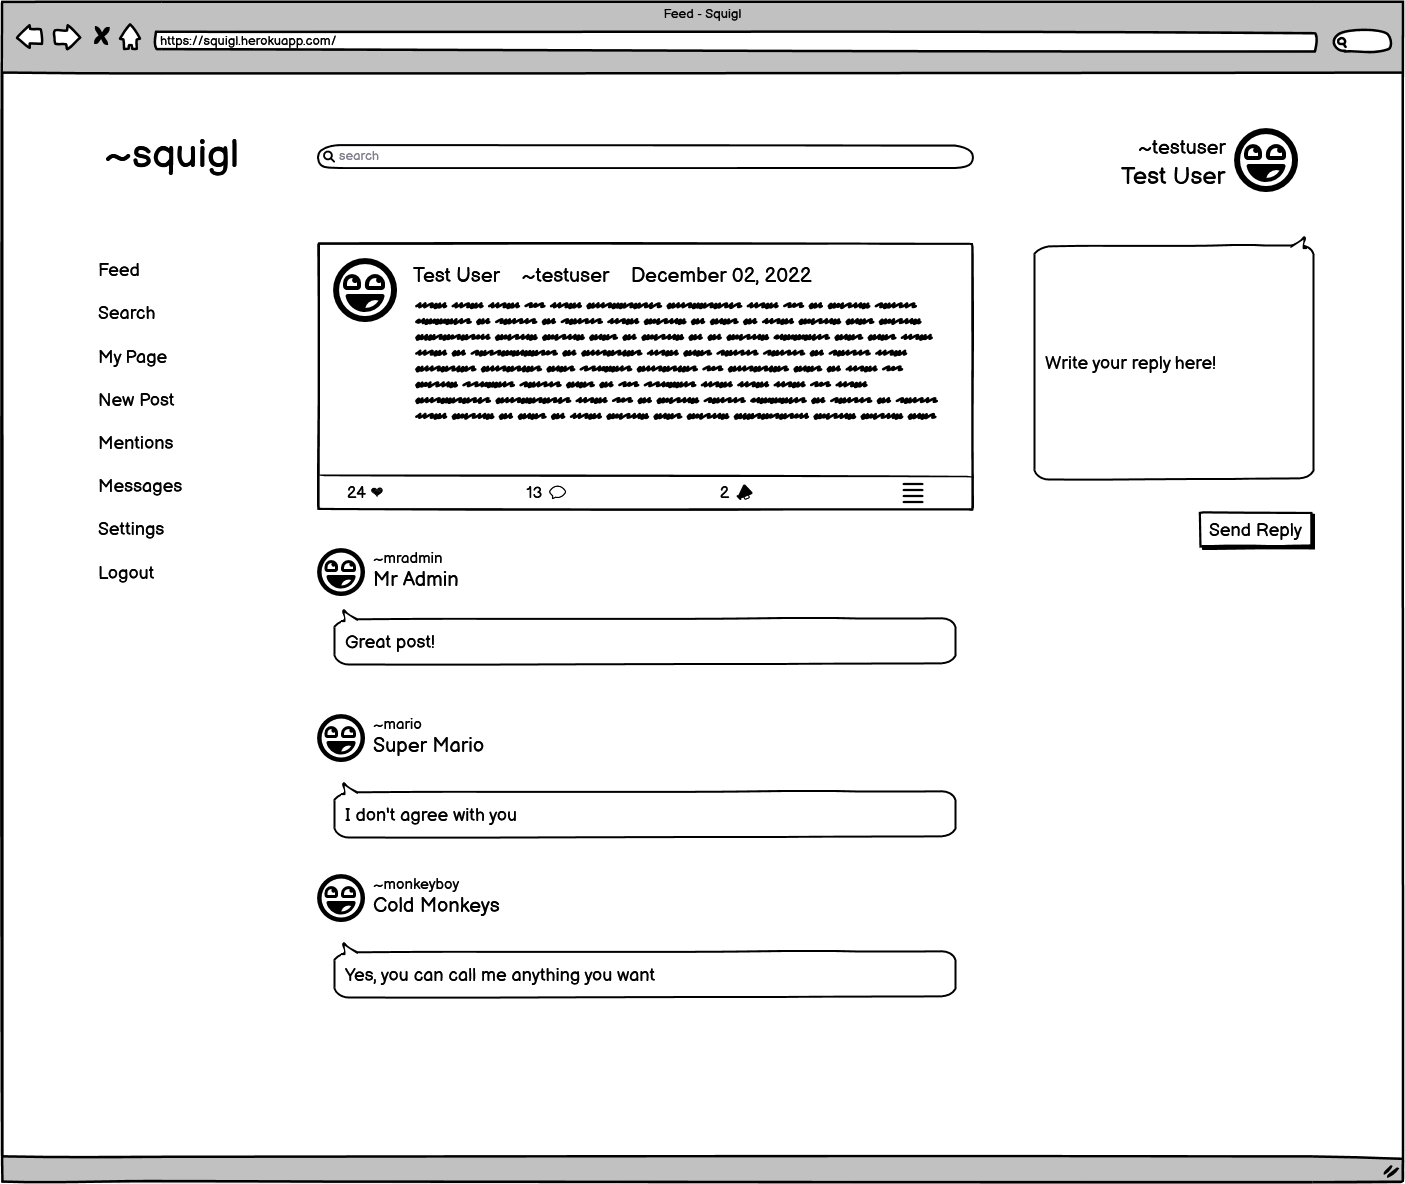 Feed - Squigl
https://squigl.herokuapp.com/
~squigl
search
~testuser
Test User
Feed
Search
My Page
New Post
Mentions
Messages
Settings
Logout
Test User ~testuser December 02, 2022
24
13
2
~mradmin
Mr Admin
Great post!
~mario
Super Mario
I don't agree with you
~monkeyboy
Cold Monkeys
Yes, you can call me anything you want
Write your reply here!
Send Reply